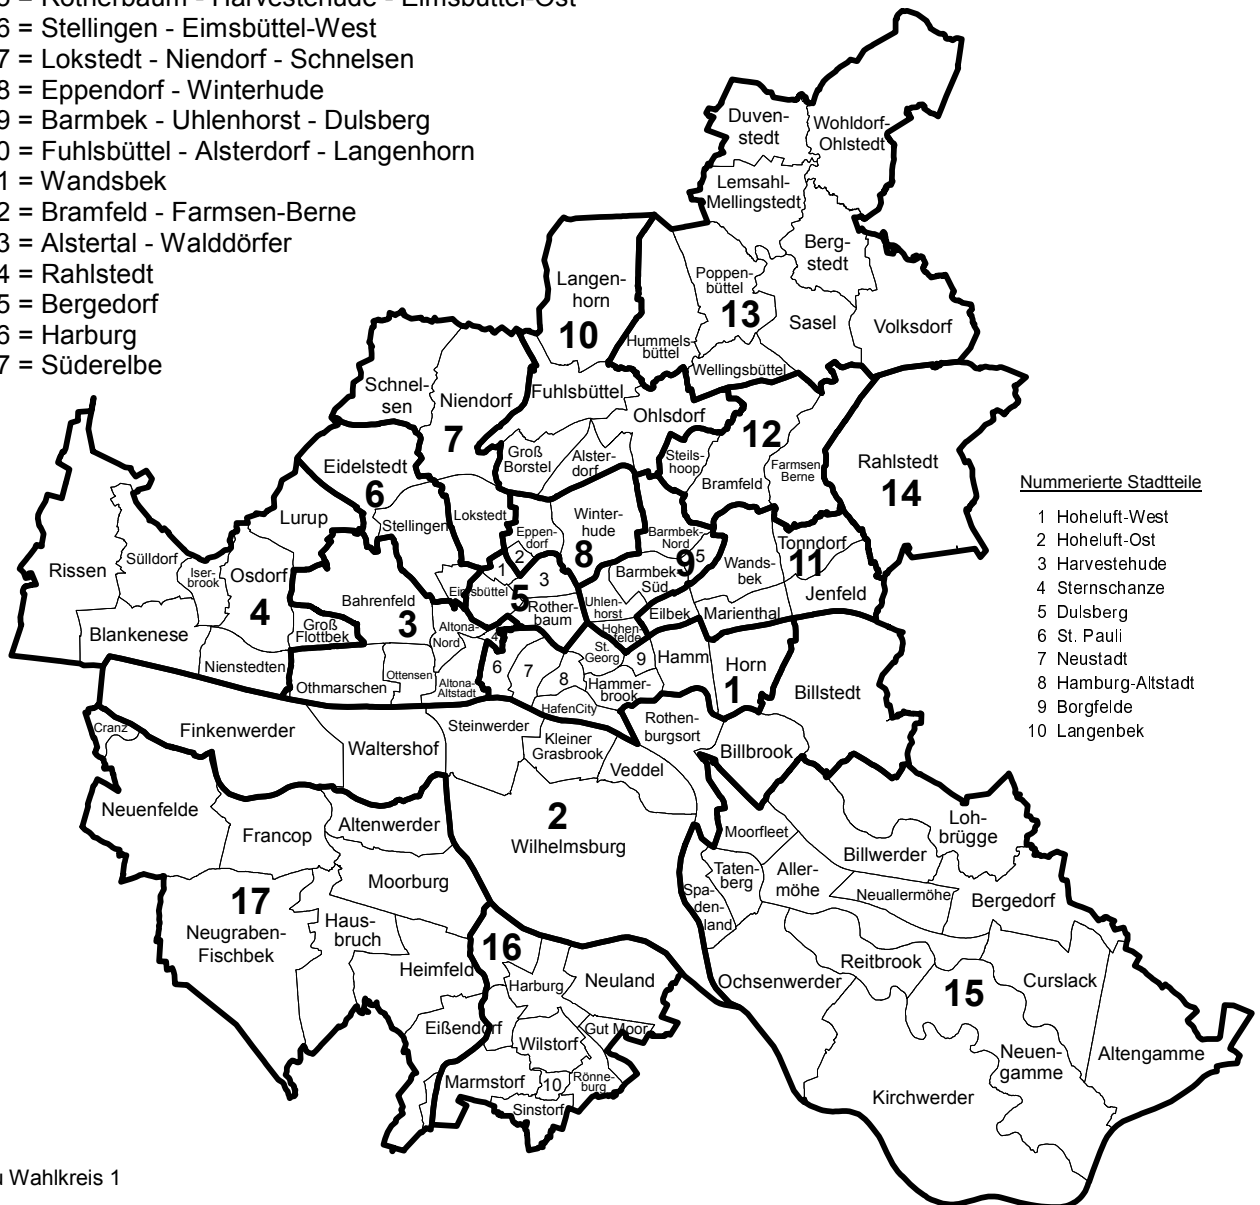 6 = Stellingen - Eimsbüttel-West
7 = Lokstedt - Niendorf - Schnelsen
8 = Eppendorf - Winterhude
9 = Barmbek - Uhlenhorst - Dulsberg
0 = Fuhlsbüttel - Alsterdorf - Langenhorn
1 = Wandsbek
2 = Bramfeld - Farmsen-Berne
3 = Alstertal - Walddörfer
4 = Rahlstedt
5 = Bergedorf
6 = Harburg
7 = Süderelbe
Duven-
stedt
Wohldorf-
Ohlstedt
Lemsahl-
Mellingstedt
Berg-
stedt
Langen-
horn
10
Poppen-
büttel
13
Sasel
Volksdorf
Hummels-
büttel
Wellingsbüttel
Schnel-
sen
Niendorf
7
Fuhlsbüttel
Ohlsdorf
Groß
Borstel
Alster-
dorf
Steils-
hoop
12
Bramfeld
Farmsen
Berne
Rahlstedt
14
Eidelstedt
6
Stellingen
Lokstedt
Lurup
Eppen-
dorf
Winter-
hude
8
Barmbek-
Nord
5
9
Barmbek-
Süd
Wands-
bek
Tonndorf
11
Jenfeld
Marienthal
Eilbek
Uhlen-
horst
Hohen-
felde
Rissen
Sülldorf
Iser-
brook
Osdorf
4
Blankenese
Nienstedten
Bahrenfeld
3
Groß
Flottbek
Othmarschen
Ottensen
Altona-
Nord
Altona-
Altstadt
Eimsbüttel
1
2
3
5
Rother-
baum
4
6
7
8
St.
Georg
9
Hammer-
brook
HafenCity
Hamm
Horn
1
Billstedt
Billbrook
Rothen-
burgsort
Cranz
Finkenwerder
Waltershof
Steinwerder
Kleiner
Grasbrook
Veddel
2
Wilhelmsburg
Neuenfelde
Francop
Altenwerder
Moorburg
17
Neugraben-
Fischbek
Haus-
bruch
Heimfeld
Eißendorf
16
Harburg
Neuland
Gut Moor
Wilstorf
Marmstorf
10
Rönne-
burg
Sinstorf
Moorfleet
Taten-
berg
Spa-
den-
land
Aller-
möhe
Billwerder
Neuallermöhe
Loh-
brügge
Bergedorf
Ochsenwerder
Reitbrook
15
Curslack
Neuen-
gamme
Altengamme
Kirchwerder
Nummerierte Stadtteile
1 Hoheluft-West
2 Hoheluft-Ost
3 Harvestehude
4 Sternschanze
5 Dulsberg
6 St. Pauli
7 Neustadt
8 Hamburg-Altstadt
9 Borgfelde
10 Langenbek
Wahlkreis 1